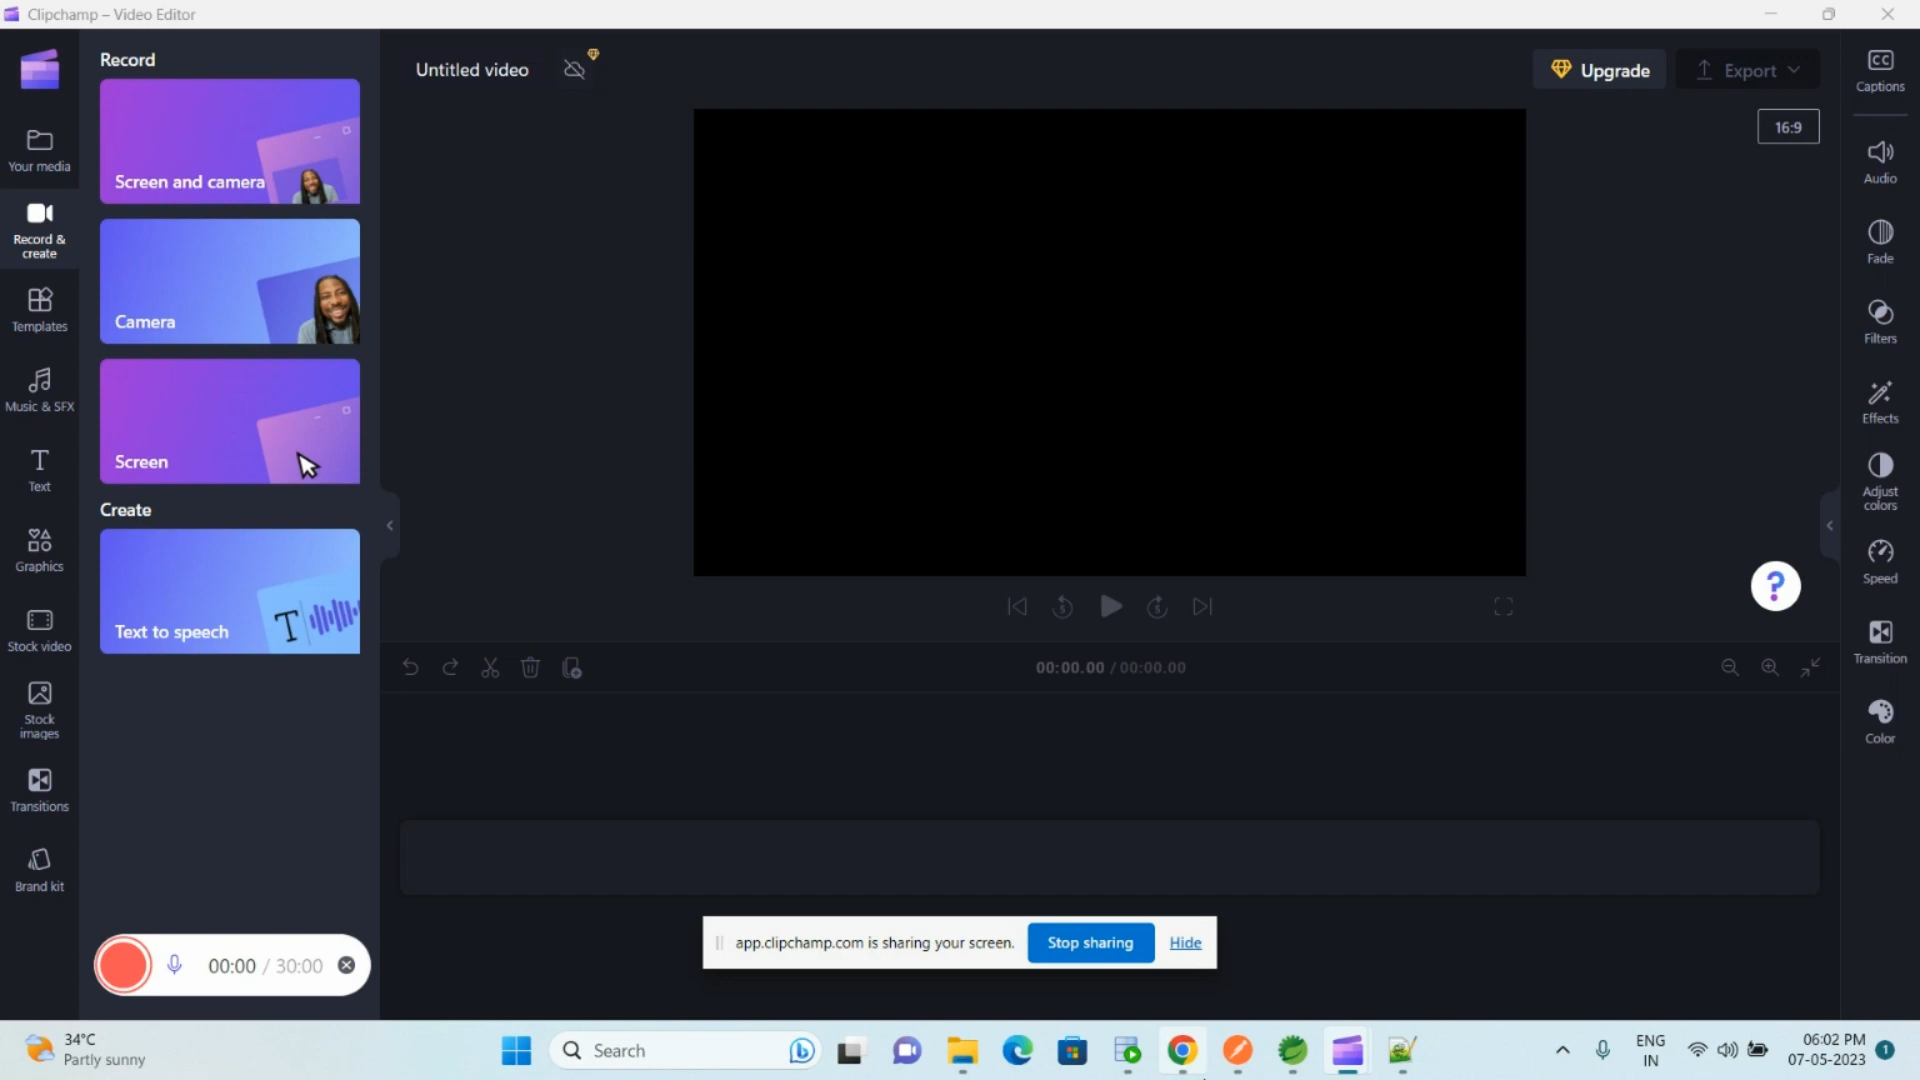 Clipchamp – Video Editor
Your media
Record &
create
Templates
Music & SFX
Text
Graphics
Stock video
Stock
images
Transitions
Brand kit
Record
Screen and camera
Camera
Screen
Create
Text to speech
T
00:00 / 30:00
Untitled video
Upgrade
Export
16:9
5
5
?
00:00.00 / 00:00.00
app.clipchamp.com is sharing your screen.
Stop sharing
Hide
CC
Captions
Audio
Fade
Filters
Effects
Adjust
colors
Speed
Transition
Color
34°C
Partly sunny
Search
ENG
IN
06:02 PM
07-05-2023
1